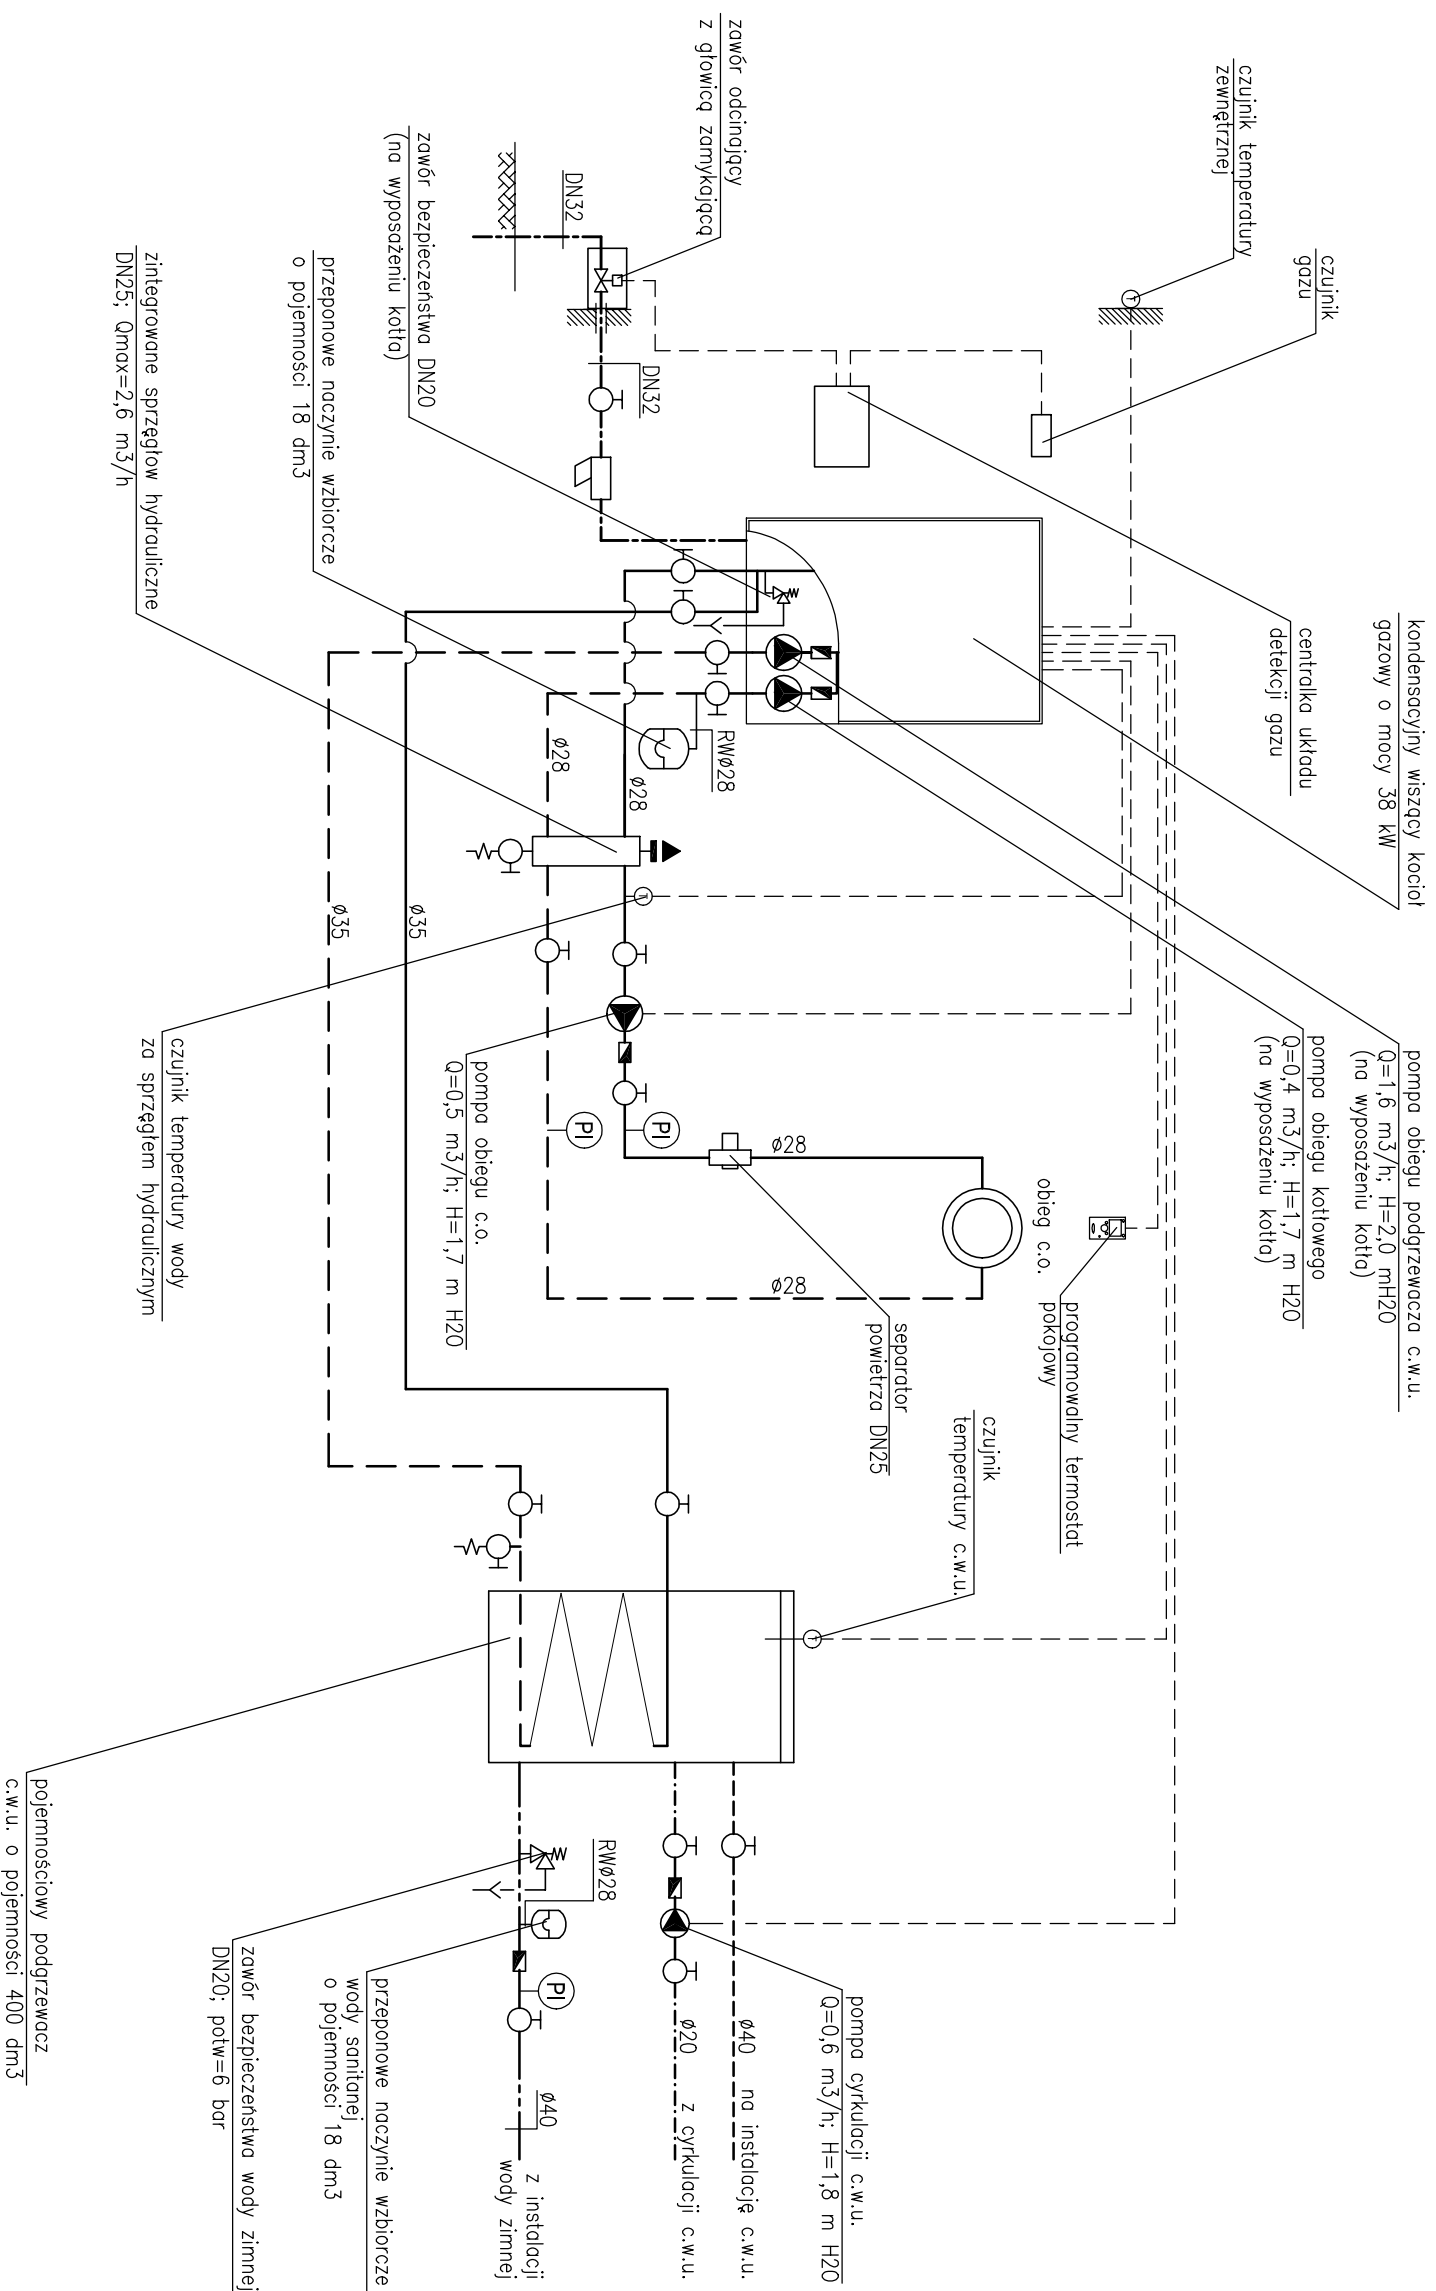 kondensacyjny wiszący kocioł
gazowy o mocy 38 kW
pompa obiegu podgrzewacza c.w.u.
Q=1,6 m3/h; H=2,0 mH20
(na wyposażeniu kotła)
czujnik
gazu
centralka układu
detekcji gazu
pompa obiegu kotłowego
Q=0,4 m3/h; H=1,7 m H20
(na wyposażeniu kotła)
czujnik temperatury
zewnętrznej
T
programowalny termostat
pokojowy
obieg c.o.
czujnik
temperatury c.w.u.
T
separator
powietrza DN25
pompa cyrkulacji c.w.u.
Q=0,6 m3/h; H=1,8 m H20
zawór odcinający
z głowicą zamykającą
DN32
DN32
RWø28
ø28
ø28
ø28
ø28
T
PI
PI
ø40 na instalację c.w.u.
ø20 z cyrkulacji c.w.u.
RWø28
PI
ø40
z instalacji
wody zimnej
zawór bezpieczeństwa DN20
(na wyposażeniu kotła)
pompa obiegu c.o.
Q=0,5 m3/h; H=1,7 m H20
ø35
ø35
przeponowe naczynie wzbiorcze
o pojemności 18 dm3
przeponowe naczynie wzbiorcze
wody sanitanej
o pojemności 18 dm3
zawór bezpieczeństwa wody zimnej
DN20; potw=6 bar
zintegrowane sprzęgłow hydrauliczne
DN25; Qmax=2,6 m3/h
czujnik temperatury wody
za sprzęgłem hydraulicznym
pojemnościowy podgrzewacz
c.w.u. o pojemności 400 dm3